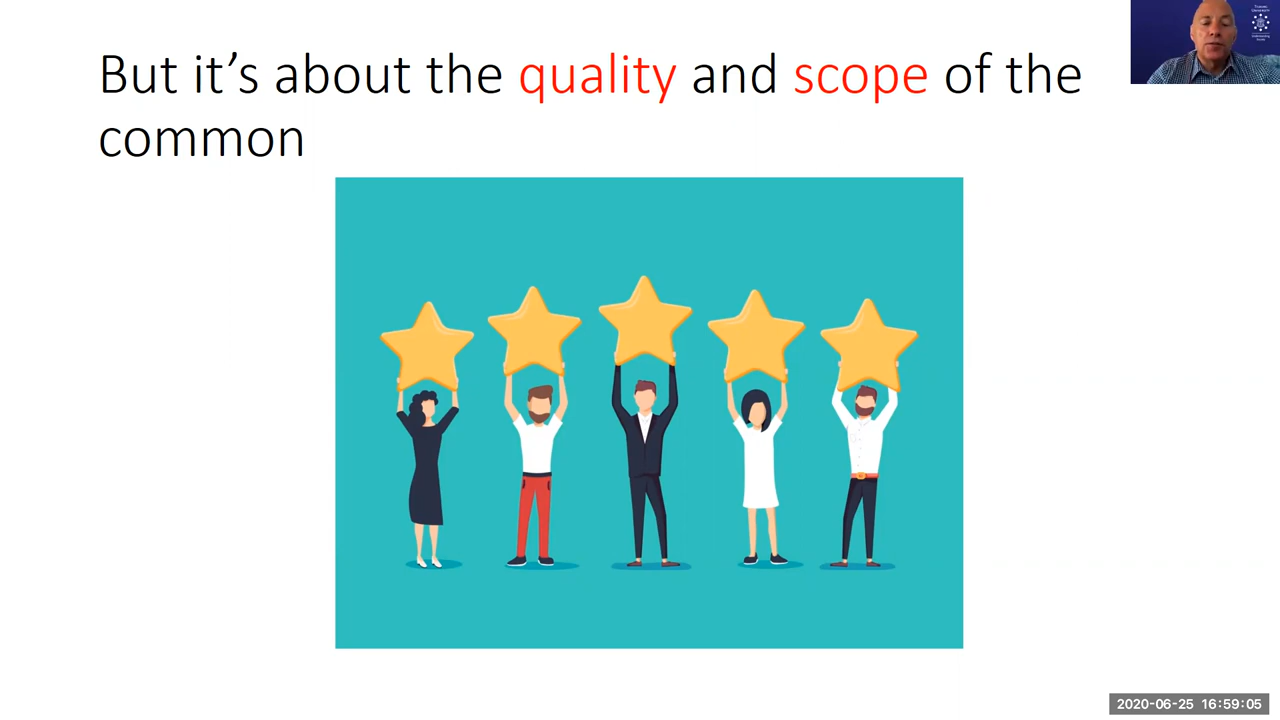 But it's about the quality and scope of the
common
2020-06-25 16:59:05